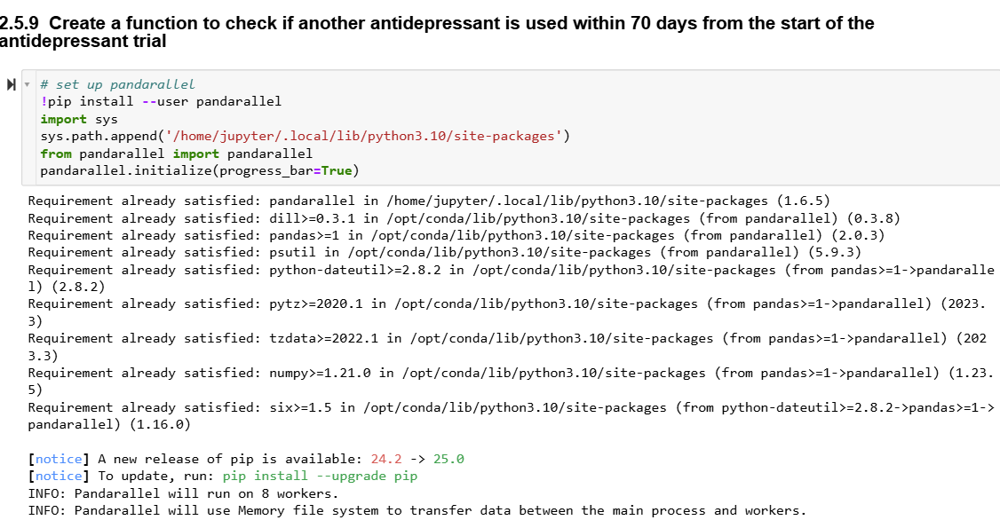 2.5.9 Create a function to check if another antidepressant is used within 70 days from the start of the
antidepressant trial
# set up pandarallel
!pip install --user pandarallel
import sys
sys.path.append('/home/jupyter/.local/lib/python3.10/site-packages')
from pandarallel import pandarallel
pandarallel.initialize(progress_bar=True)
Requirement already satisfied: pandarallel in /home/jupyter/.local/lib/python3.10/site-packages (1.6.5)
Requirement already satisfied: dill>=0.3.1 in /opt/conda/lib/python3.10/site-packages (from pandarallel) (0.3.8)
Requirement already satisfied: pandas>=1 in /opt/conda/lib/python3.10/site-packages (from pandarallel) (2.0.3)
Requirement already satisfied: psutil in /opt/conda/lib/python3.10/site-packages (from pandarallel) (5.9.3)
Requirement already satisfied: python-dateutil>=2.8.2 in /opt/conda/lib/python3.10/site-packages (from pandas>=1->pandaralle
l) (2.8.2)
Requirement already satisfied: pytz>=2020.1 in /opt/conda/lib/python3.10/site-packages (from pandas>=1->pandarallel) (2023.
3)
Requirement already satisfied: tzdata>=2022.1 in /opt/conda/lib/python3.10/site-packages (from pandas>=1->pandarallel) (202
3.3)
Requirement already satisfied: numpy>=1.21.0 in /opt/conda/lib/python3.10/site-packages (from pandas>=1->pandarallel) (1.23.
5)
Requirement already satisfied: six>=1.5 in /opt/conda/lib/python3.10/site-packages (from python-dateutil>=2.8.2->pandas>=1->
pandarallel) (1.16.0)
[notice] A new release of pip is available: 24.2 -> 25.0
[notice] To update, run: pip install --upgrade pip
INFO: Pandarallel will run on 8 workers.
INFO: Pandarallel will use Memory file system to transfer data between the main process and workers.